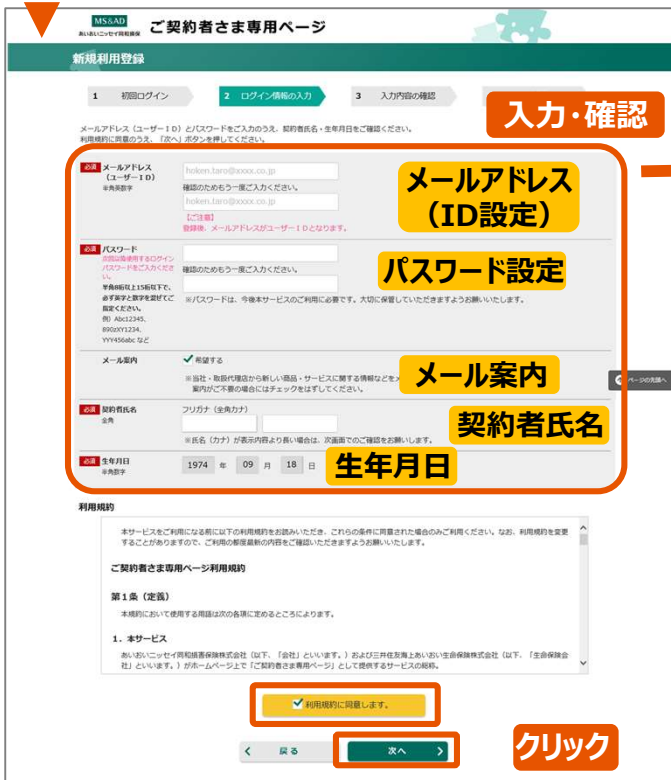 MS&AD
あいおいニッセイ同和損保
ご契約者さま専用ページ
新規利用登録
1 初回ログイン
2 ログイン情報の入力
3 入力内容の確認
入力・確認
メールアドレス（ユーザーＩＤ）とパスワードをご入力のうえ、契約者氏名・生年月日をご確認ください。
利用規約に同意のうえ、「次へ」ボタンを押してください。
必須 メールアドレス
（ユーザーＩＤ）
半角英数字
hoken.taro@xxxx.co.jp
確認のためもう一度ご入力ください。
hoken.taro@xxxx.co.jp
【ご注意】
登録後、メールアドレスがユーザーＩＤとなります。
メールアドレス
（ID設定）
必須 パスワード
次回以降使用するログイン
パスワードをご入力くださ
い。
半角8桁以上15桁以下で、
必ず英字と数字を混ぜてご
指定ください。
例）Abc12345,
890zXY1234,
YYY456abc など
確認のためもう一度ご入力ください。
※パスワードは、今後本サービスのご利用に必要です。大切に保管していただきますようお願いいたします。
パスワード設定
メール案内
希望する
※当社・取扱代理店から新しい商品・サービスに関する情報などをメ
案内がご不要の場合にはチェックをはずしてください。
メール案内
ページの先頭へ
必須 契約者氏名
全角
フリガナ（全角カナ）
※氏名（カナ）が表示内容より長い場合は、次画面でのご確認をお願いします。
契約者氏名
必須 生年月日
半角数字
1974 年 09 月 18 日
生年月日
利用規約
本サービスをご利用になる前に以下の利用規約をお読みいただき、これらの条件に同意された場合のみご利用ください。なお、利用規約を変更
することがありますので、ご利用の都度最新の内容をご確認いただきますようお願いいたします。
ご契約者さま専用ページ利用規約
第１条（定義）
本規約において使用する用語は次の各項に定めるところによります。
１．本サービス
あいおいニッセイ同和損害保険株式会社（以下、「会社」といいます。）および三井住友海上あいおい生命保険株式会社（以下、「生命保険会
社」といいます。）がホームページ上で「ご契約者さま専用ページ」として提供するサービスの総称。
利用規約に同意します。
戻る
次へ
クリック